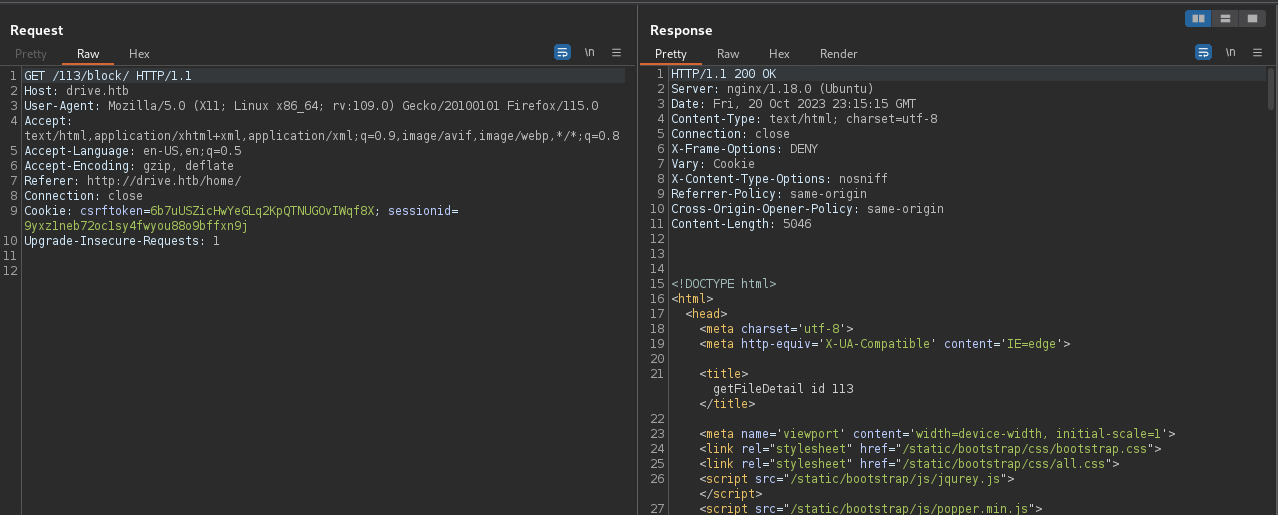 Request
Pretty Raw Hex \n
1 GET /113/block/ HTTP/1.1
2 Host: drive.htb
3 User-Agent: Mozilla/5.0 (X11; Linux x86_64; rv:109.0) Gecko/20100101 Firefox/115.0
4 Accept:
text/html,application/xhtml+xml,application/xml;q=0.9,image/avif,image/webp,*/*;q=0.8
5 Accept-Language: en-US,en;q=0.5
6 Accept-Encoding: gzip, deflate
7 Referer: http://drive.htb/home/
8 Connection: close
9 Cookie: csrftoken=6b7uUSZicHwYeGLq2KpQTNUGOvIWqf8X; sessionid=
9yxz1neb72oc1sy4fwyou88o9bffxn9j
10 Upgrade-Insecure-Requests: 1
11
12
Response
Pretty Raw Hex Render \n
1 HTTP/1.1 200 OK
2 Server: nginx/1.18.0 (Ubuntu)
3 Date: Fri, 20 Oct 2023 23:15:15 GMT
4 Content-Type: text/html; charset=utf-8
5 Connection: close
6 X-Frame-Options: DENY
7 Vary: Cookie
8 X-Content-Type-Options: nosniff
9 Referrer-Policy: same-origin
10 Cross-Origin-Opener-Policy: same-origin
11 Content-Length: 5046
12
13
14
15 <!DOCTYPE html>
16 <html>
17 <head>
18 <meta charset='utf-8'>
19 <meta http-equiv='X-UA-Compatible' content='IE=edge'>
20
21 <title>
getFileDetail id 113
</title>
22
23 <meta name='viewport' content='width=device-width, initial-scale=1'>
24 <link rel="stylesheet" href="/static/bootstrap/css/bootstrap.css">
25 <link rel="stylesheet" href="/static/bootstrap/css/all.css">
26 <script src="/static/bootstrap/js/jqurey.js">
</script>
27 <script src="/static/bootstrap/js/popper.min.js">